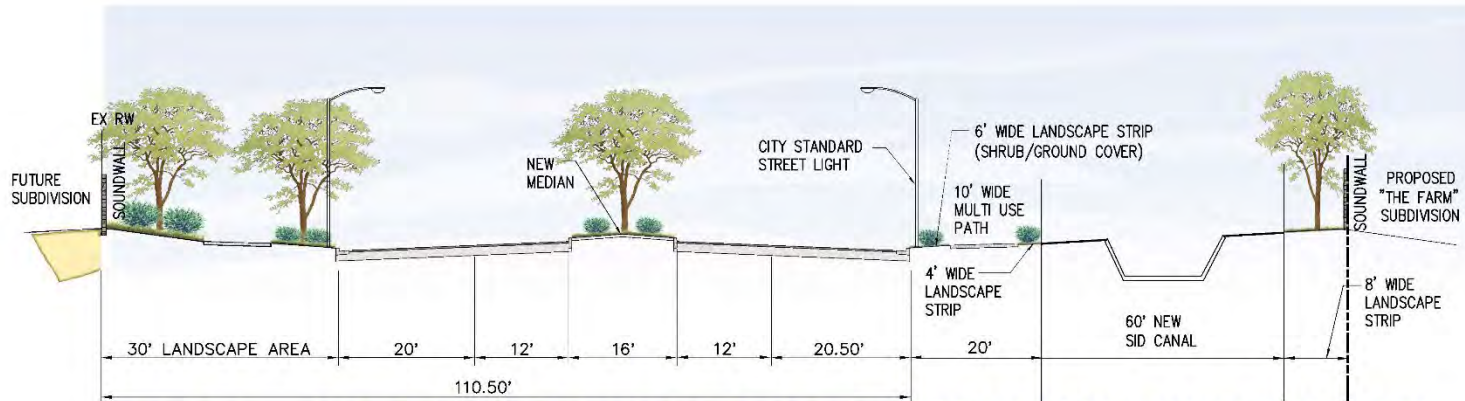 EX RW
SOUNDWALL
FUTURE
SUBDIVISION
NEW
MEDIAN
CITY STANDARD
STREET LIGHT
6' WIDE LANDSCAPE STRIP
(SHRUB/GROUND COVER)
10' WIDE
MULTI USE
PATH
4' WIDE
LANDSCAPE
STRIP
60' NEW
SID CANAL
SOUNDWALL
PROPOSED
"THE FARM"
SUBDIVISION
8' WIDE
LANDSCAPE
STRIP
30' LANDSCAPE AREA
20'
12'
16'
12'
20.50'
20'
110.50'